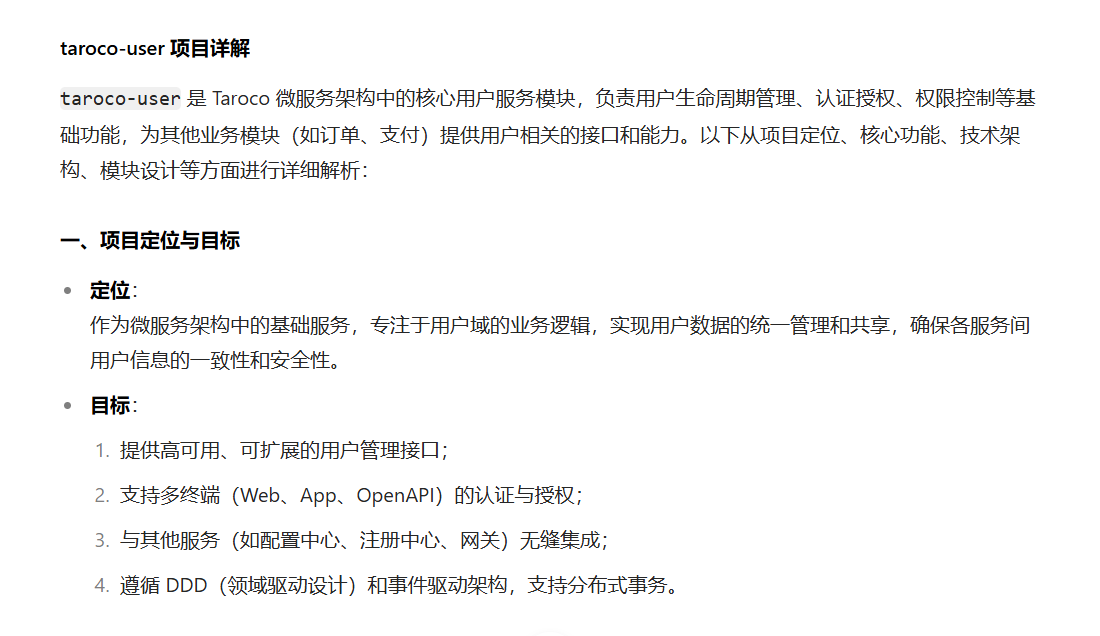 taroco-user 项目详解
taroco-user 是 Taroco 微服务架构中的核心用户服务模块，负责用户生命周期管理、认证授权、权限控制等基
础功能，为其他业务模块（如订单、支付）提供用户相关的接口和能力。以下从项目定位、核心功能、技术架
构、模块设计等方面进行详细解析：
一、项目定位与目标
• 定位：
作为微服务架构中的基础服务，专注于用户域的业务逻辑，实现用户数据的统一管理和共享，确保各服务间
用户信息的一致性和安全性。
• 目标：
1. 提供高可用、可扩展的用户管理接口；
2. 支持多终端（Web、App、OpenAPI）的认证与授权；
3. 与其他服务（如配置中心、注册中心、网关）无缝集成；
4. 遵循 DDD（领域驱动设计）和事件驱动架构，支持分布式事务。